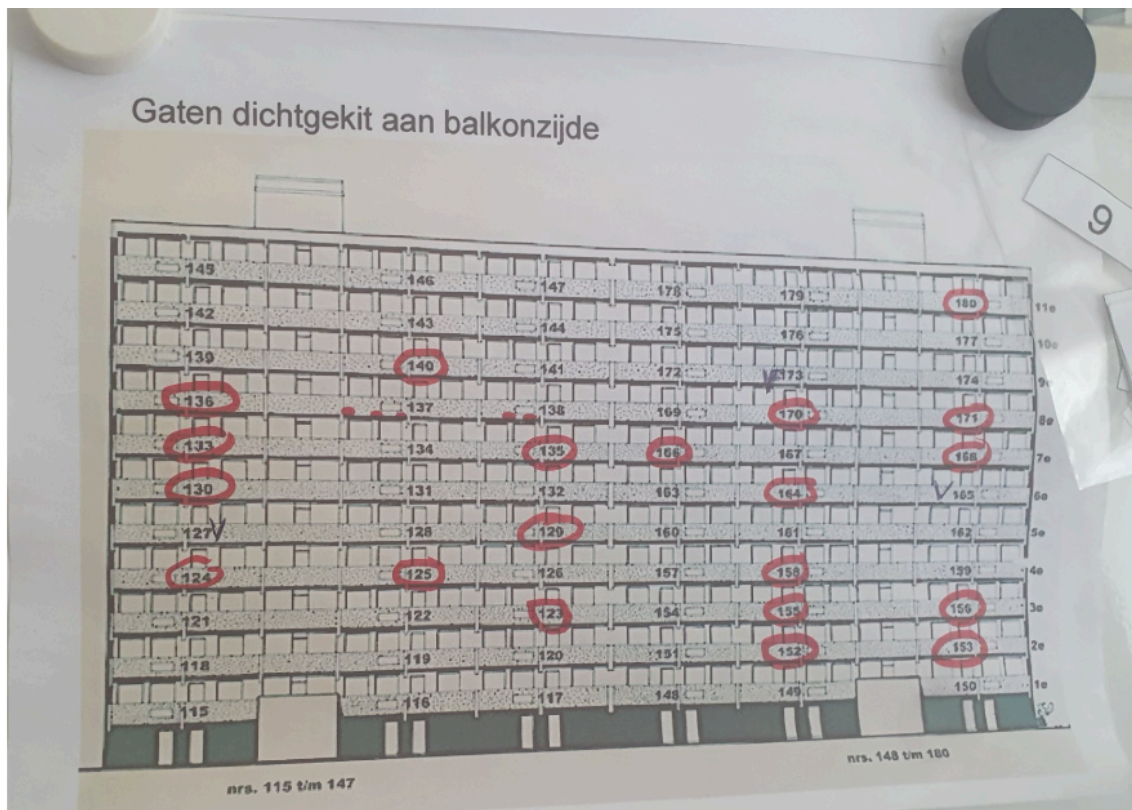 Gaten dichtgekit aan balkonzijde
9
145 146 147 178 179 180 11e
142 143 144 175 176 177 10e
139 140 141 172 173 174 9e
136 137 138 169 170 171 8e
133 134 135 166 167 168 7e
130 131 132 163 164 165 6e
127 128 129 160 161 162 5e
124 125 126 157 158 159 4e
121 122 123 154 155 156 3e
118 119 120 151 152 153 2e
115 116 117 148 149 150 1e
nrs. 115 t/m 147
nrs. 148 t/m 180